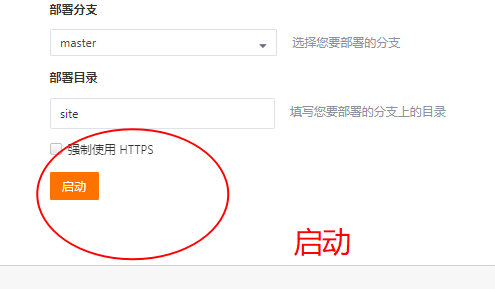 部署分支
master 选择您要部署的分支
部署目录
site 填写您要部署的分支上的目录
强制使用 HTTPS
启动
启动